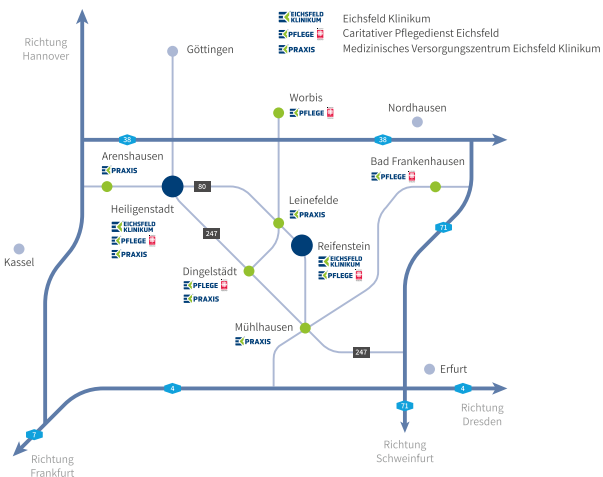 EICHSFELD
KLINIKUM
Eichsfeld Klinikum
PFLEGE
Caritativer Pflegedienst Eichsfeld
PRAXIS
Medizinisches Versorgungszentrum Eichsfeld Klinikum
Richtung
Hannover
Göttingen
Worbis
PFLEGE
Nordhausen
38
38
Arenshausen
PRAXIS
Bad Frankenhausen
PFLEGE
80
Heiligenstadt
EICHSFELD
KLINIKUM
PFLEGE
PRAXIS
Leinefelde
PRAXIS
247
71
Reifenstein
EICHSFELD
KLINIKUM
PFLEGE
Kassel
Dingelstädt
PFLEGE
PRAXIS
Mühlhausen
PRAXIS
247
Erfurt
4
4
71
Richtung
Dresden
7
Richtung
Frankfurt
Richtung
Schweinfurt